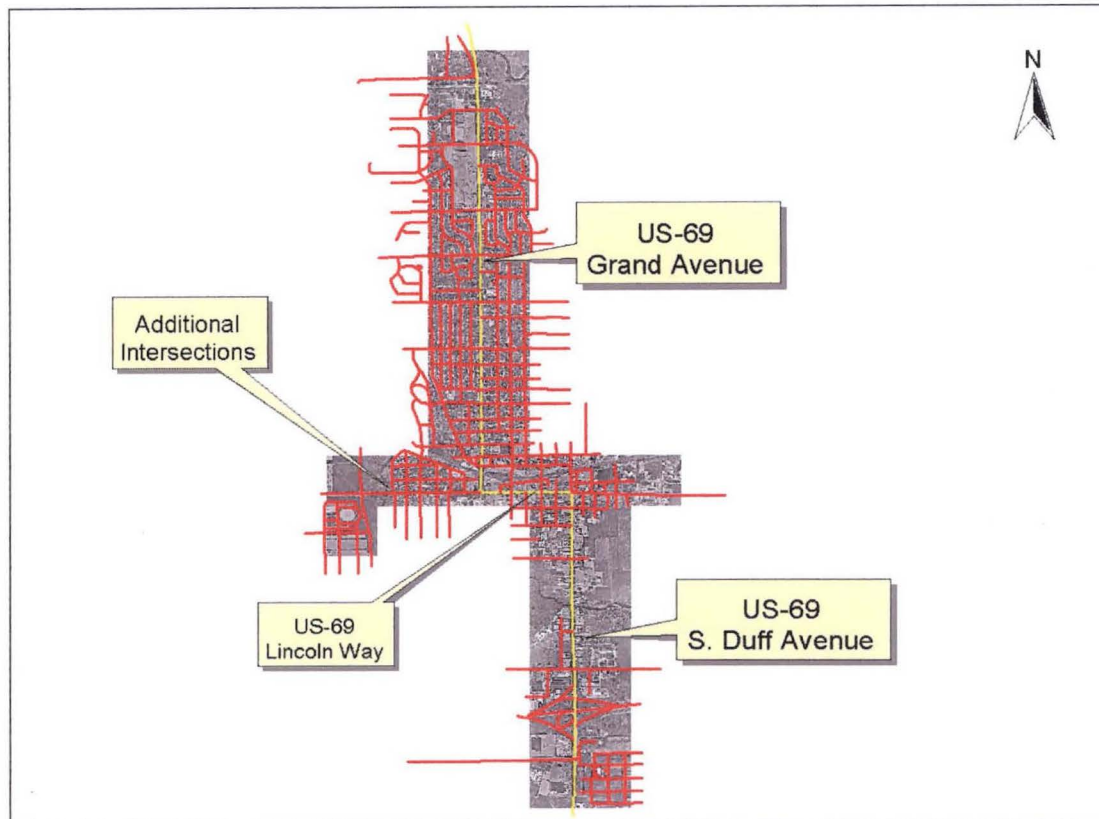 N
US-69
Grand Avenue
Additional
Intersections
US-69
Lincoln Way
US-69
S. Duff Avenue